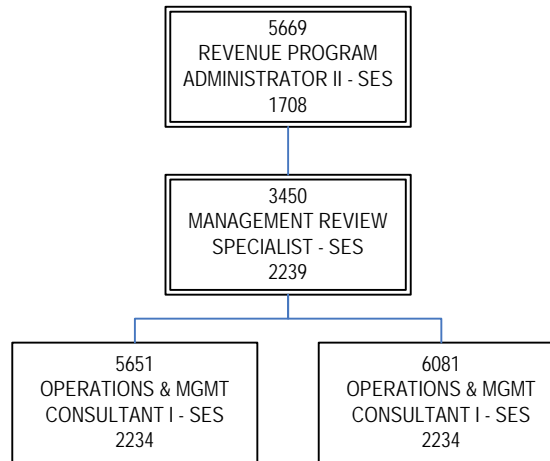 5669
REVENUE PROGRAM
ADMINISTRATOR II - SES
1708
3450
MANAGEMENT REVIEW
SPECIALIST - SES
2239
5651
OPERATIONS & MGMT
CONSULTANT I - SES
2234
6081
OPERATIONS & MGMT
CONSULTANT I - SES
2234